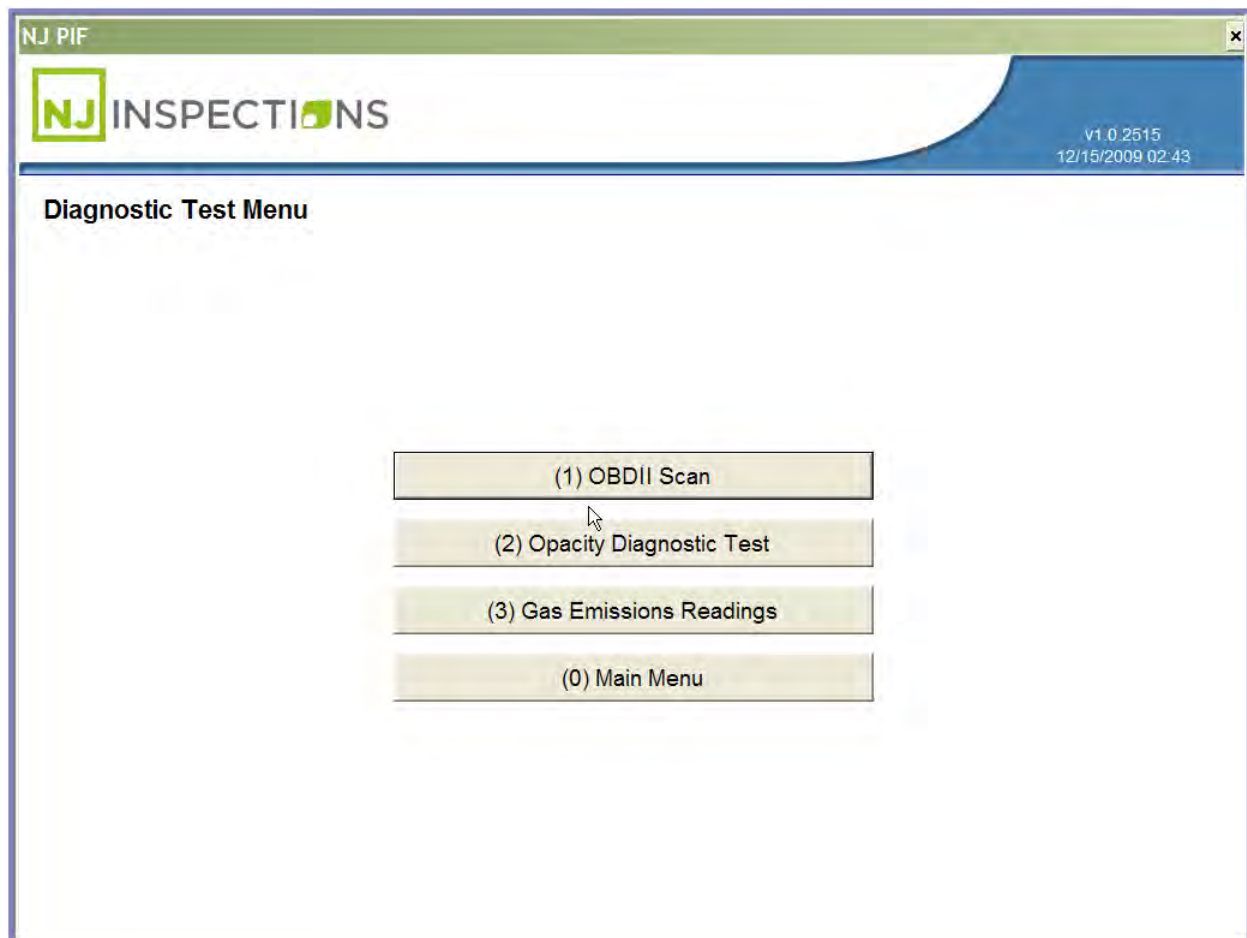 NJ PIF
NJ INSPECTIONS
v1.0.2515
12/15/2009 02:43
Diagnostic Test Menu
(1) OBDII Scan
(2) Opacity Diagnostic Test
(3) Gas Emissions Readings
(0) Main Menu